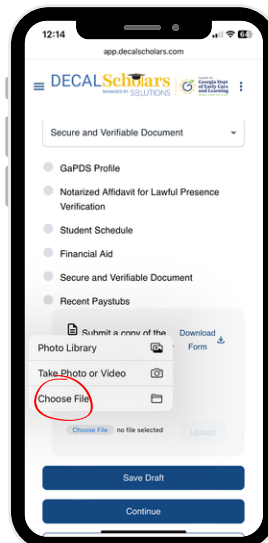 12:14
60
app.decalscholars.com
DECAL Scholars
MANAGED BY SOLUTIONS
Georgia Dept
of Early Care
and Learning
Secure and Verifiable Document
GaPDS Profile
Notarized Affidavit for Lawful Presence
Verification
Student Schedule
Financial Aid
Secure and Verifiable Document
Recent Paystubs
Submit a copy of the
Download
Form
Photo Library
Take Photo or Video
Choose File
Choose File no file selected
Upload
Save Draft
Continue